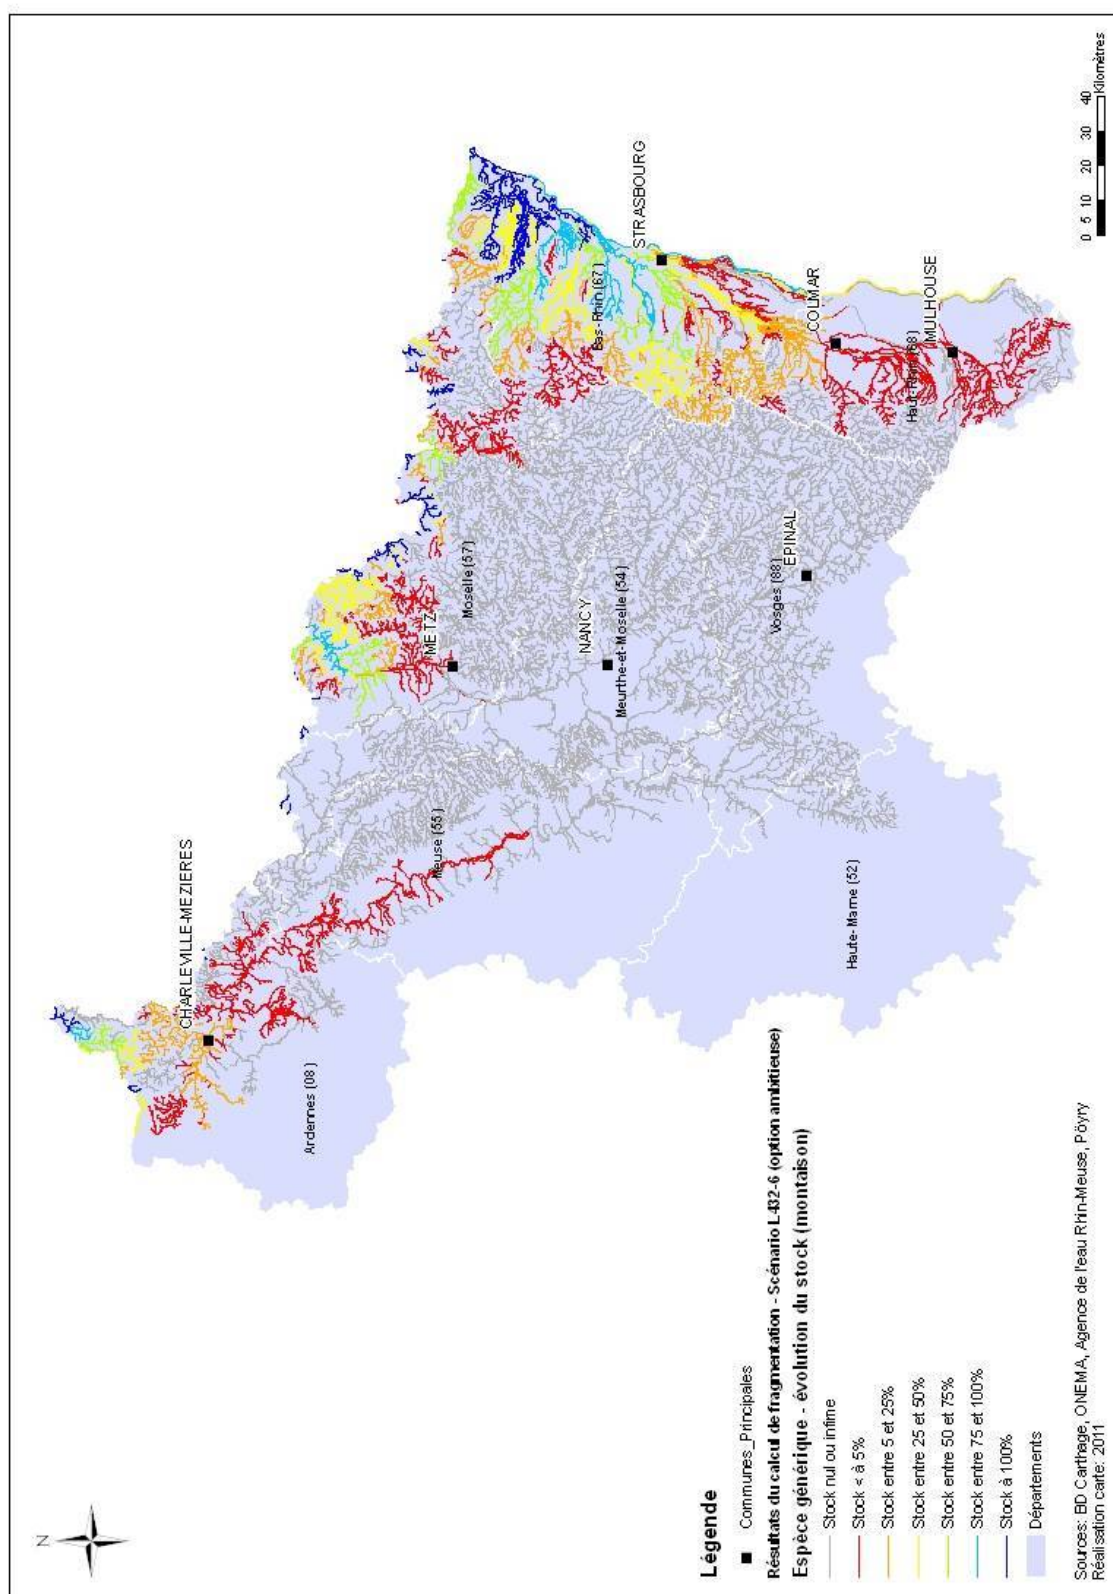 N
CHARLEVILLE-MEZIERES
Ardennes (08)
Meuse (55)
METZ
Moselle (57)
NANCY
Meurthe-et-Moselle (54)
Bas-Rhin (67)
STRASBOURG
COLMAR
Haut-Rhin (68)
MULHOUSE
EPINAL
Vosges (88)
Haute-Marne (52)
Légende
Communes_Principales
Résultats du calcul de fragmentation - Scénario L432-6 (option ambitieuse)
Espèce générique - évolution du stock (montaison)
Stock nul ou infime
Stock < à 5%
Stock entre 5 et 25%
Stock entre 25 et 50%
Stock entre 50 et 75%
Stock entre 75 et 100%
Stock à 100%
Départements
Sources: BD Carthage, ONEMA, Agence de l'eau Rhin-Meuse, Pöyry
Réalisation carte: 2011
0 5 10 20 30 40
Kilomètres